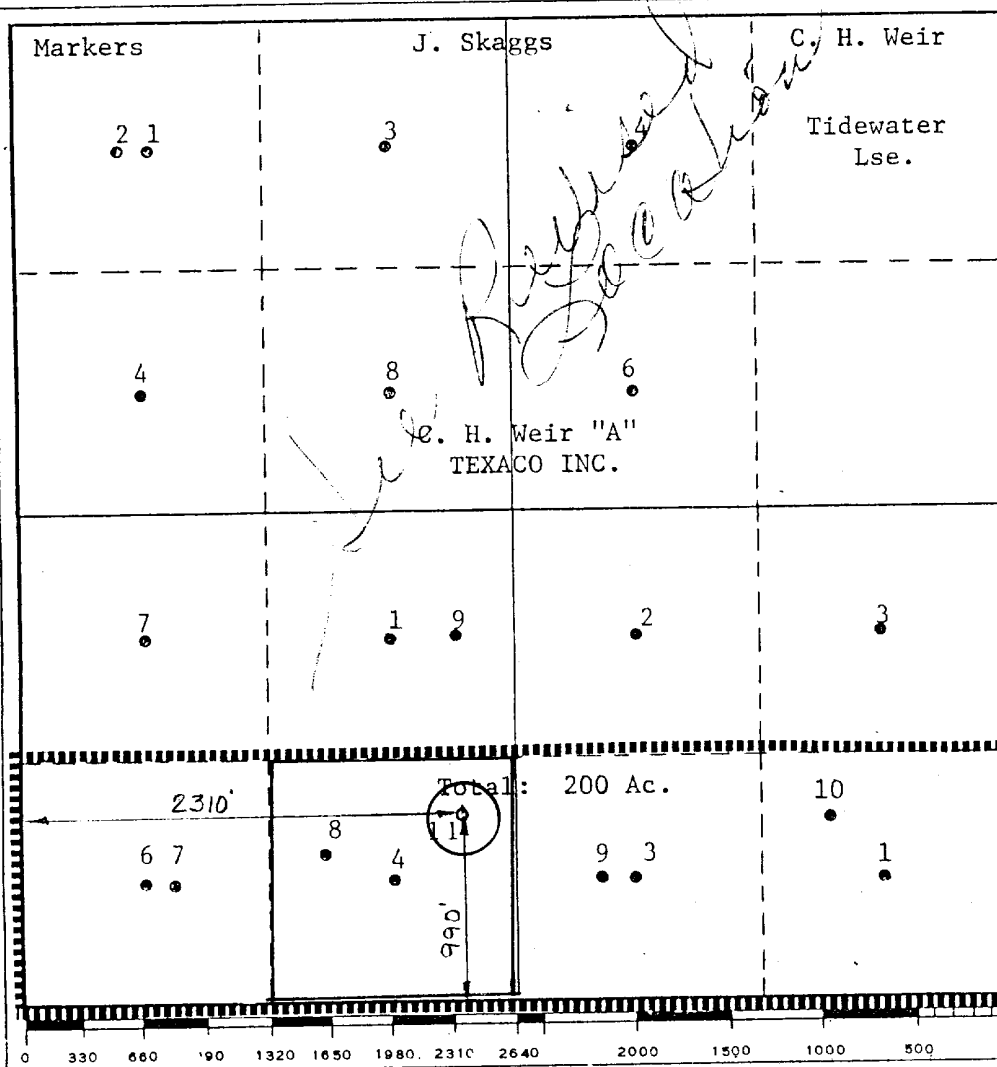 Markers J. Skaggs C. H. Weir
Tidewater
Lse.
2 1 3 4
4 8 6
C. H. Weir "A"
TEXACO INC.
7 1 9 2 3
Total: 200 Ac.
2310' 11 10
8
6 7 4 9 3 1
990'
0 330 660 '90 1320 1650 1980. 2310 2640 2000 1500 1000 500